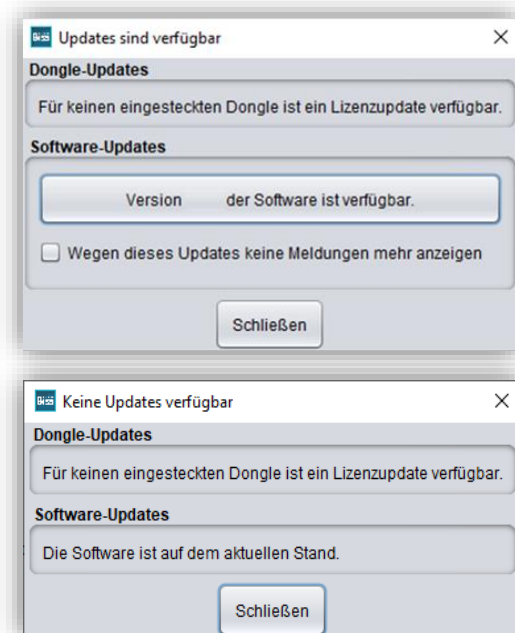 Updates sind verfügbar
Dongle-Updates
Für keinen eingesteckten Dongle ist ein Lizenzupdate verfügbar.
Software-Updates
Version der Software ist verfügbar.
Wegen dieses Updates keine Meldungen mehr anzeigen
Schließen
Keine Updates verfügbar
Dongle-Updates
Für keinen eingesteckten Dongle ist ein Lizenzupdate verfügbar.
Software-Updates
Die Software ist auf dem aktuellen Stand.
Schließen